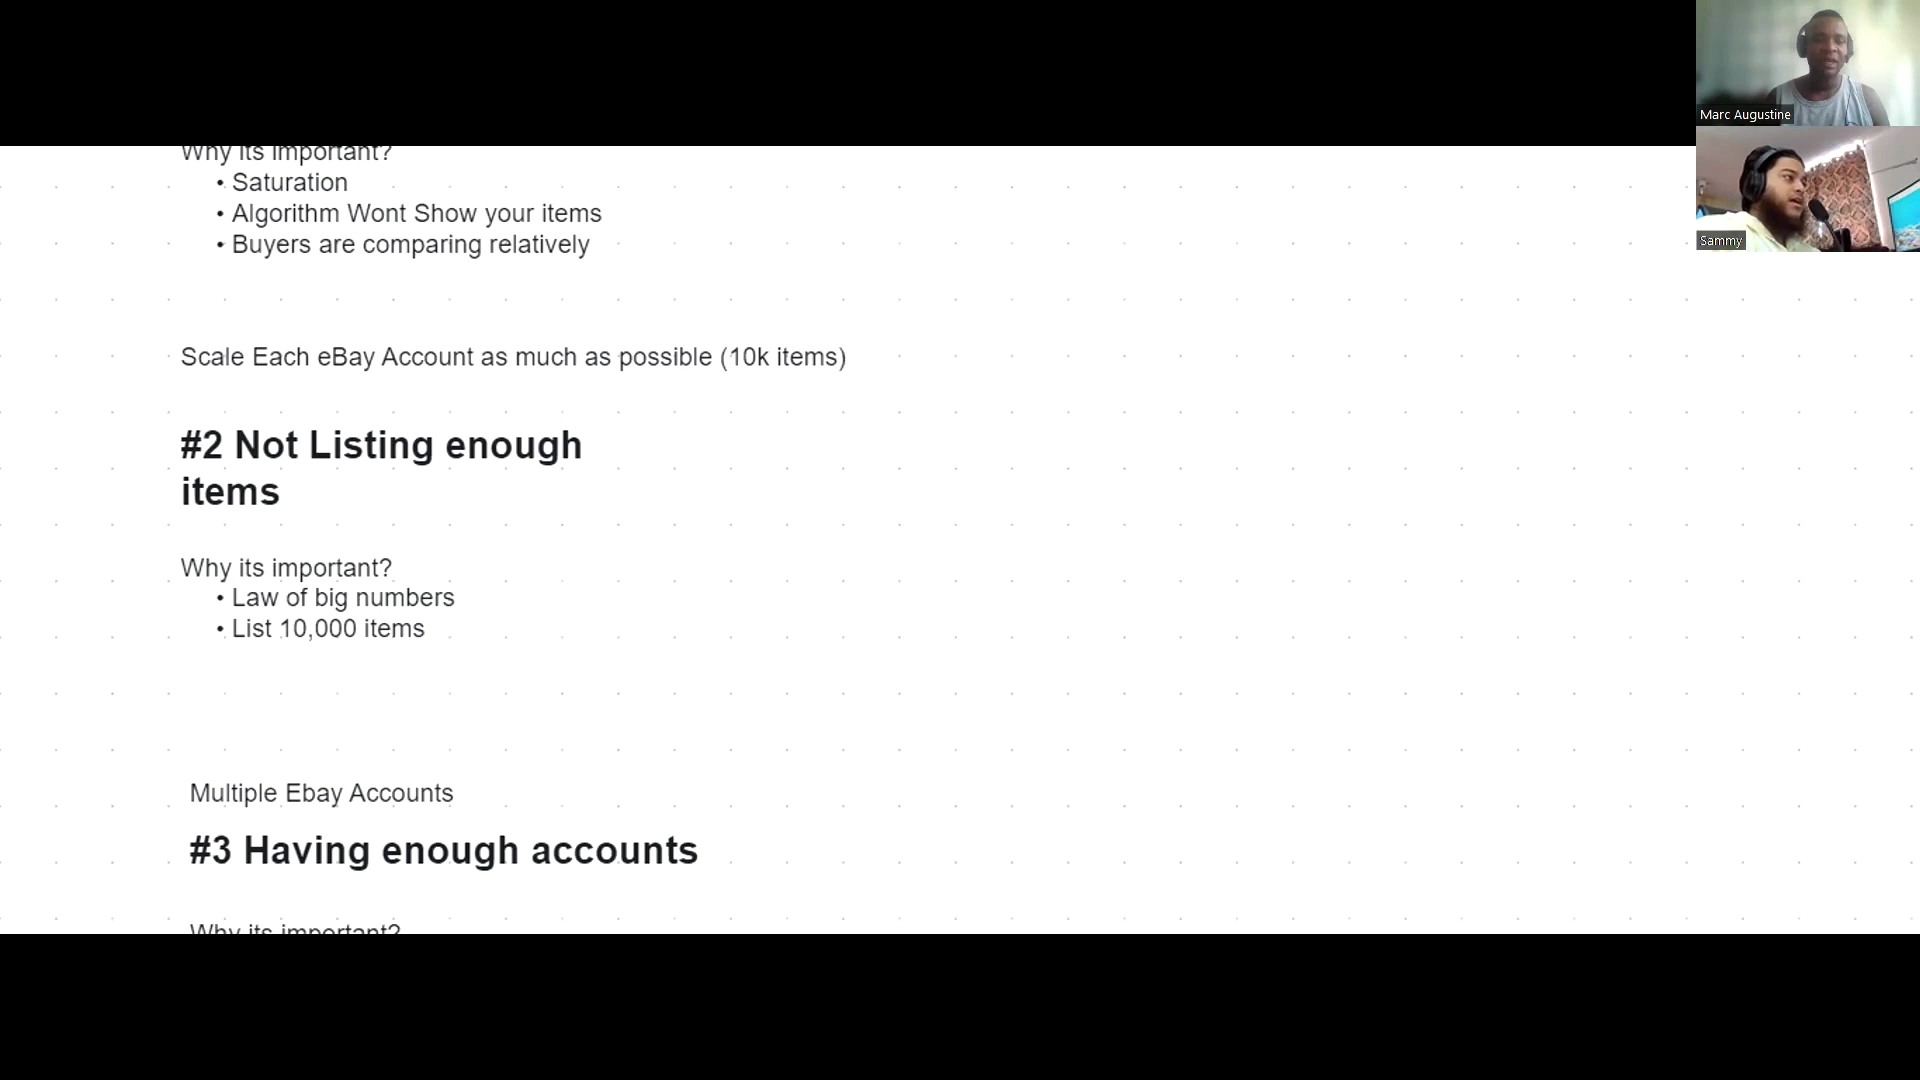 Marc Augustine
Sammy
Why its important?
• Saturation
• Algorithm Wont Show your items
• Buyers are comparing relatively
Scale Each eBay Account as much as possible (10k items)
#2 Not Listing enough
items
Why its important?
• Law of big numbers
• List 10,000 items
Multiple Ebay Accounts
#3 Having enough accounts
Why its important?